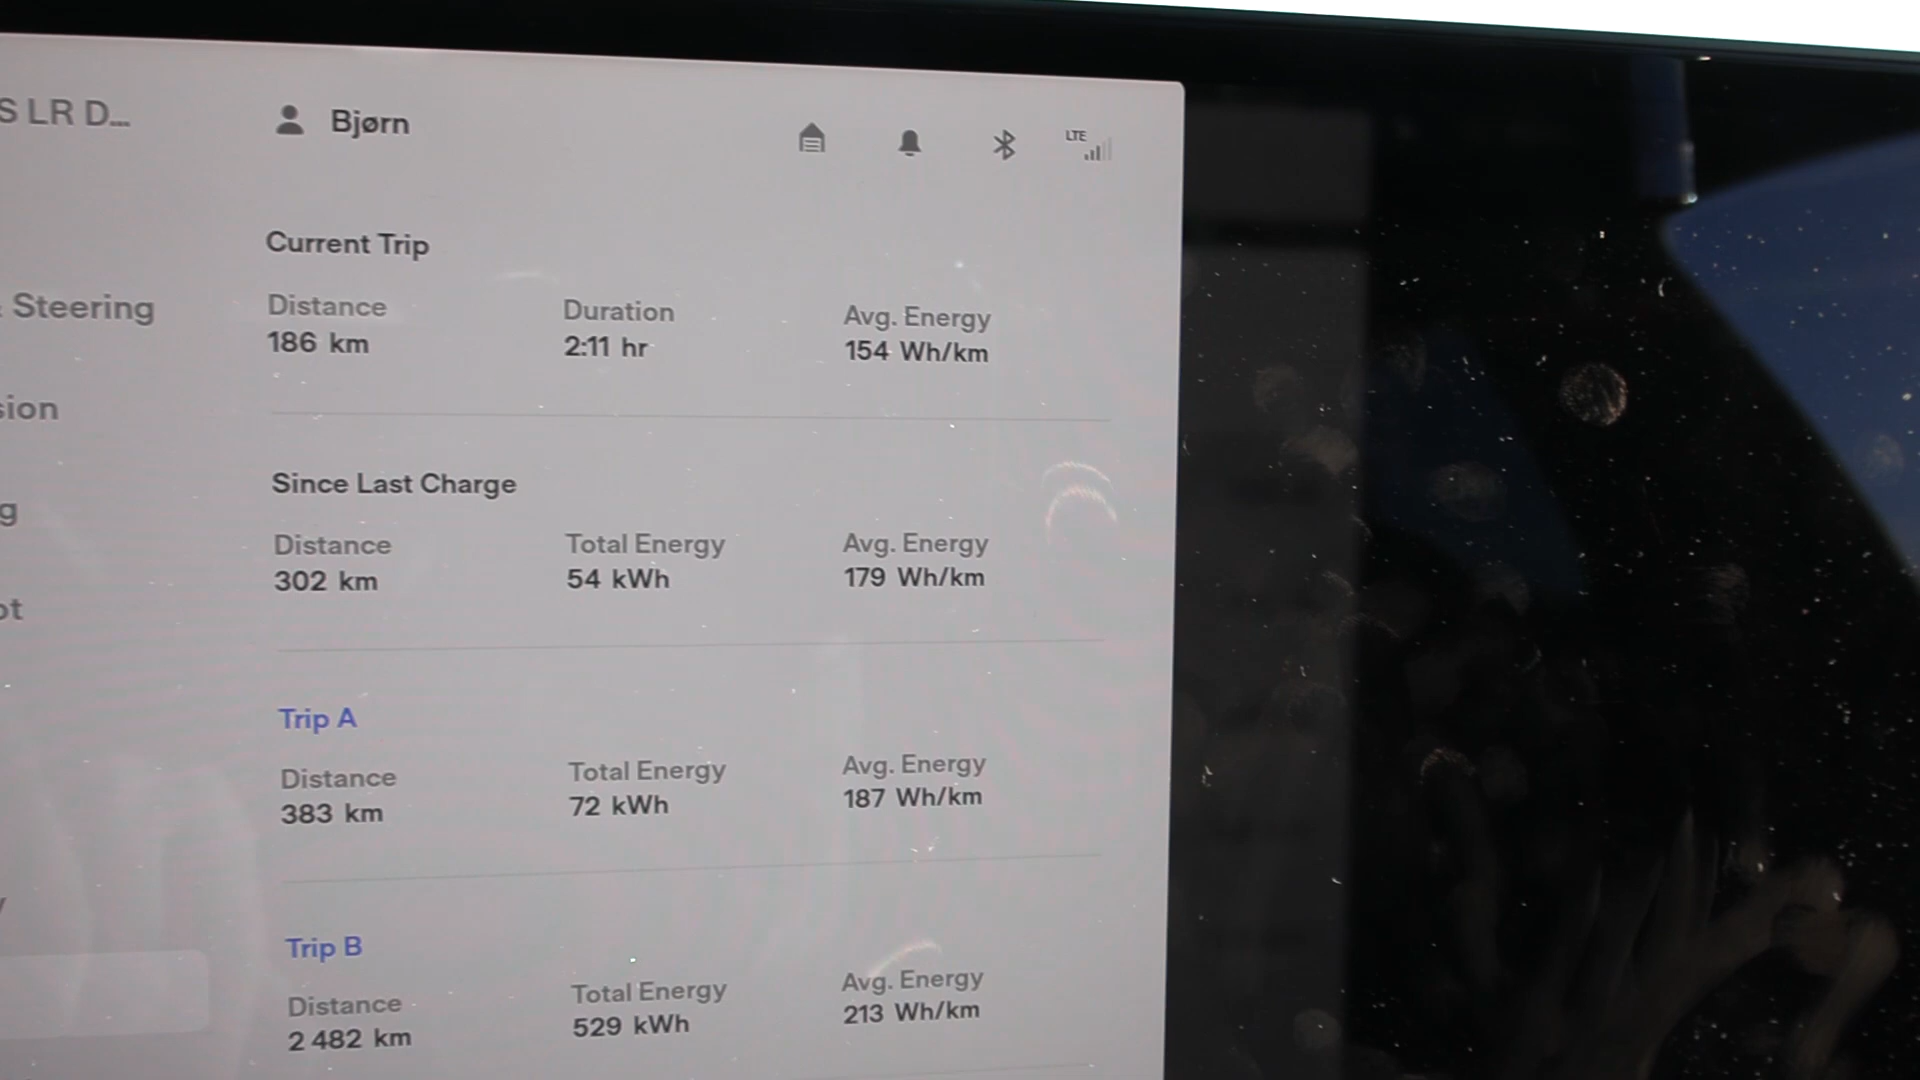 S LR D...
Bjørn
LTE
Current Trip
Steering
Distance
Duration
Avg. Energy
186 km
2:11 hr
154 Wh/km
sion
Since Last Charge
g
Distance
Total Energy
Avg. Energy
302 km
54 kWh
179 Wh/km
ot
Trip A
Distance
Total Energy
Avg. Energy
383 km
72 kWh
187 Wh/km
Trip B
Distance
Total Energy
Avg. Energy
2 482 km
529 kWh
213 Wh/km